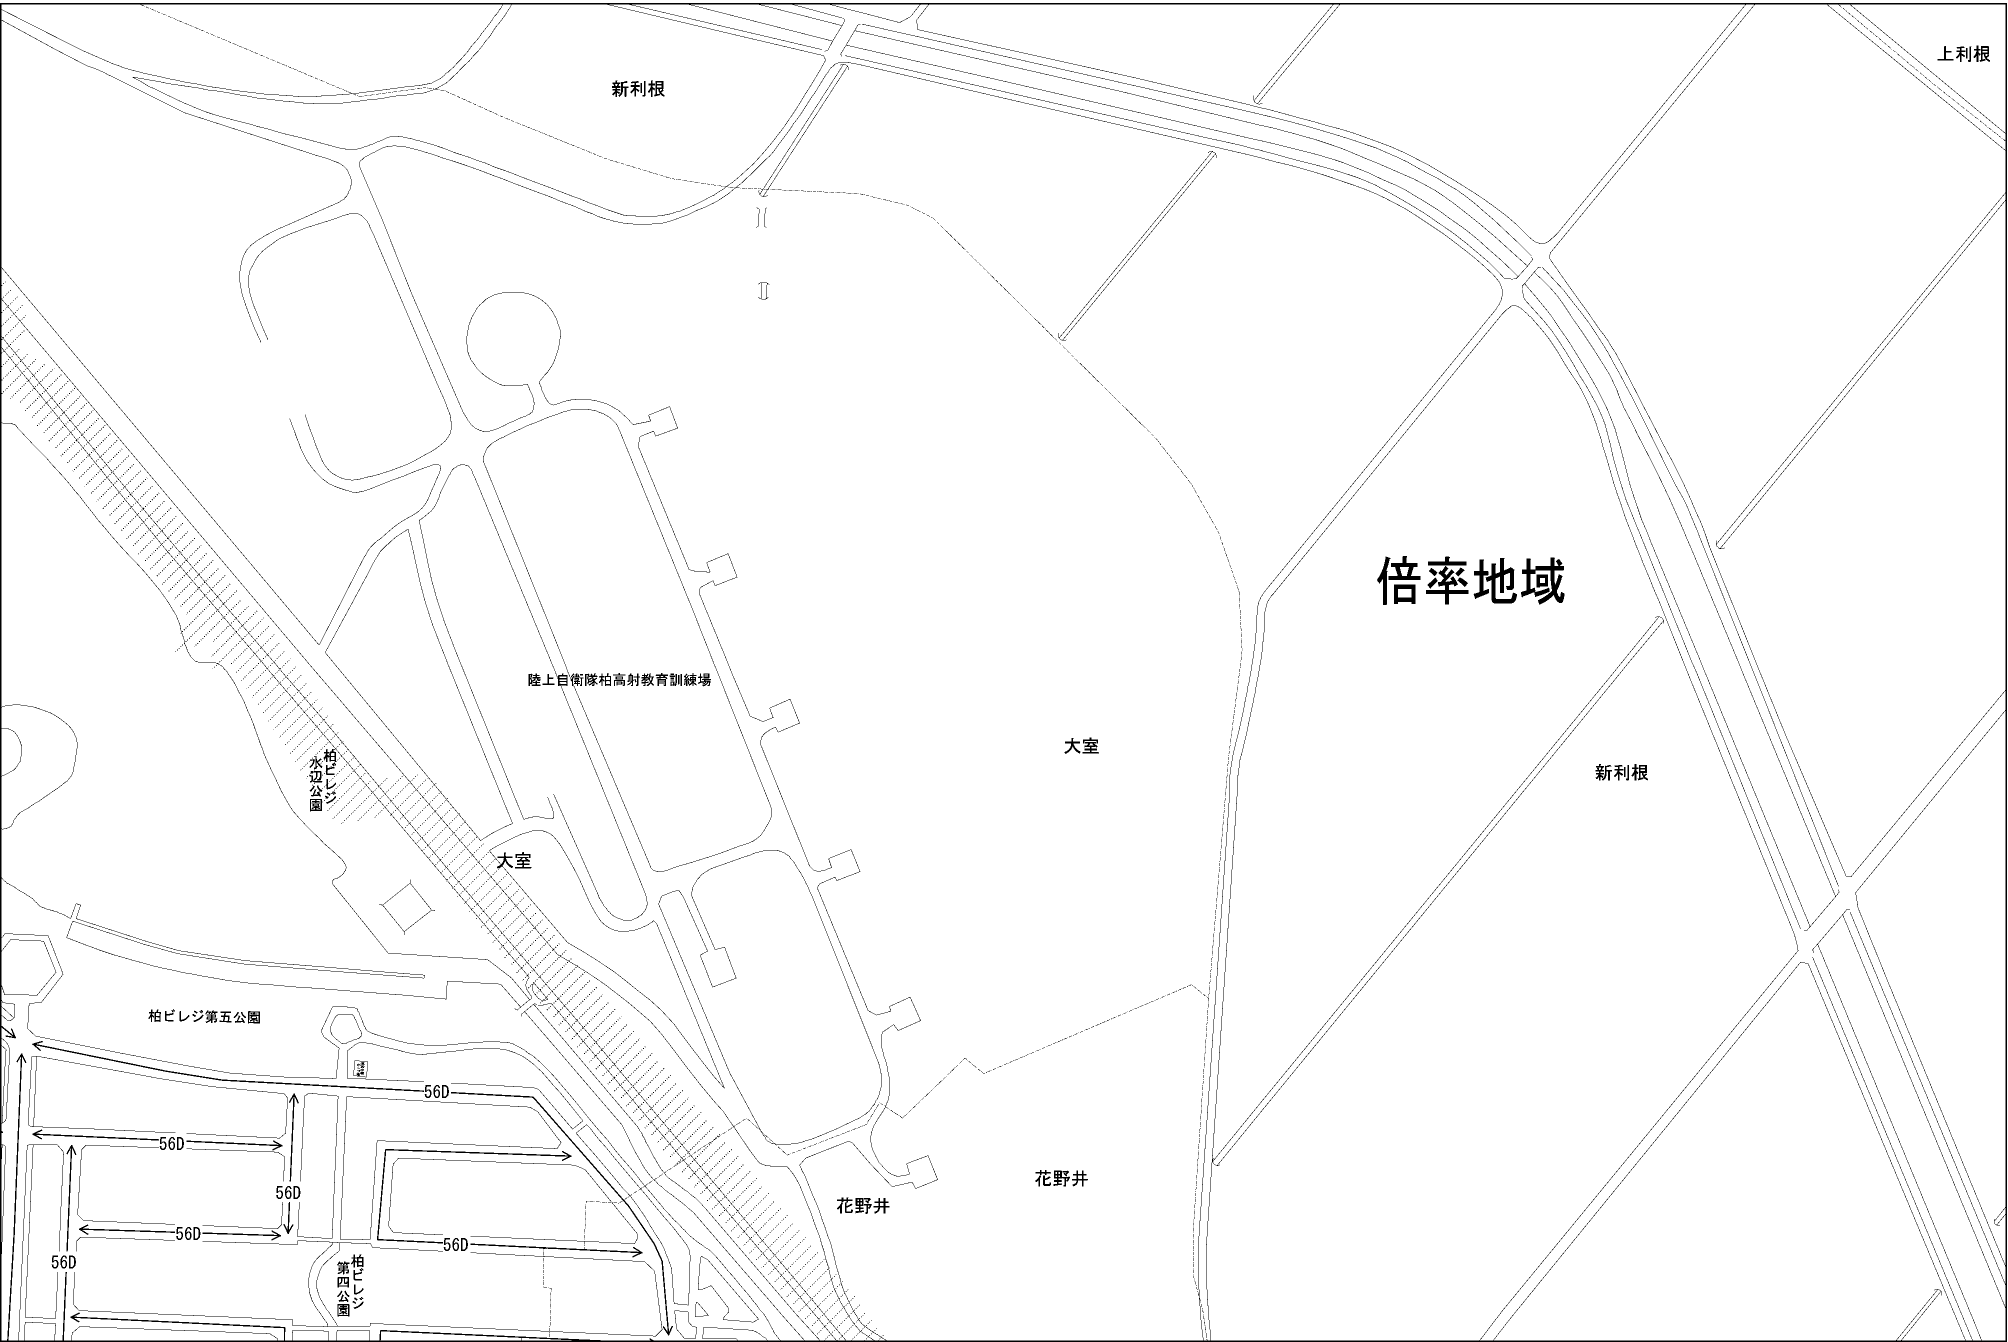 上利根
新利根
倍率地域
陸上自衛隊柏高射教育訓練場
大室
新利根
柏ビレジ
水辺公園
大室
柏ビレジ第五公園
56D
56D
花野井
56D
花野井
56D
56D
56D
柏ビレジ
第四公園